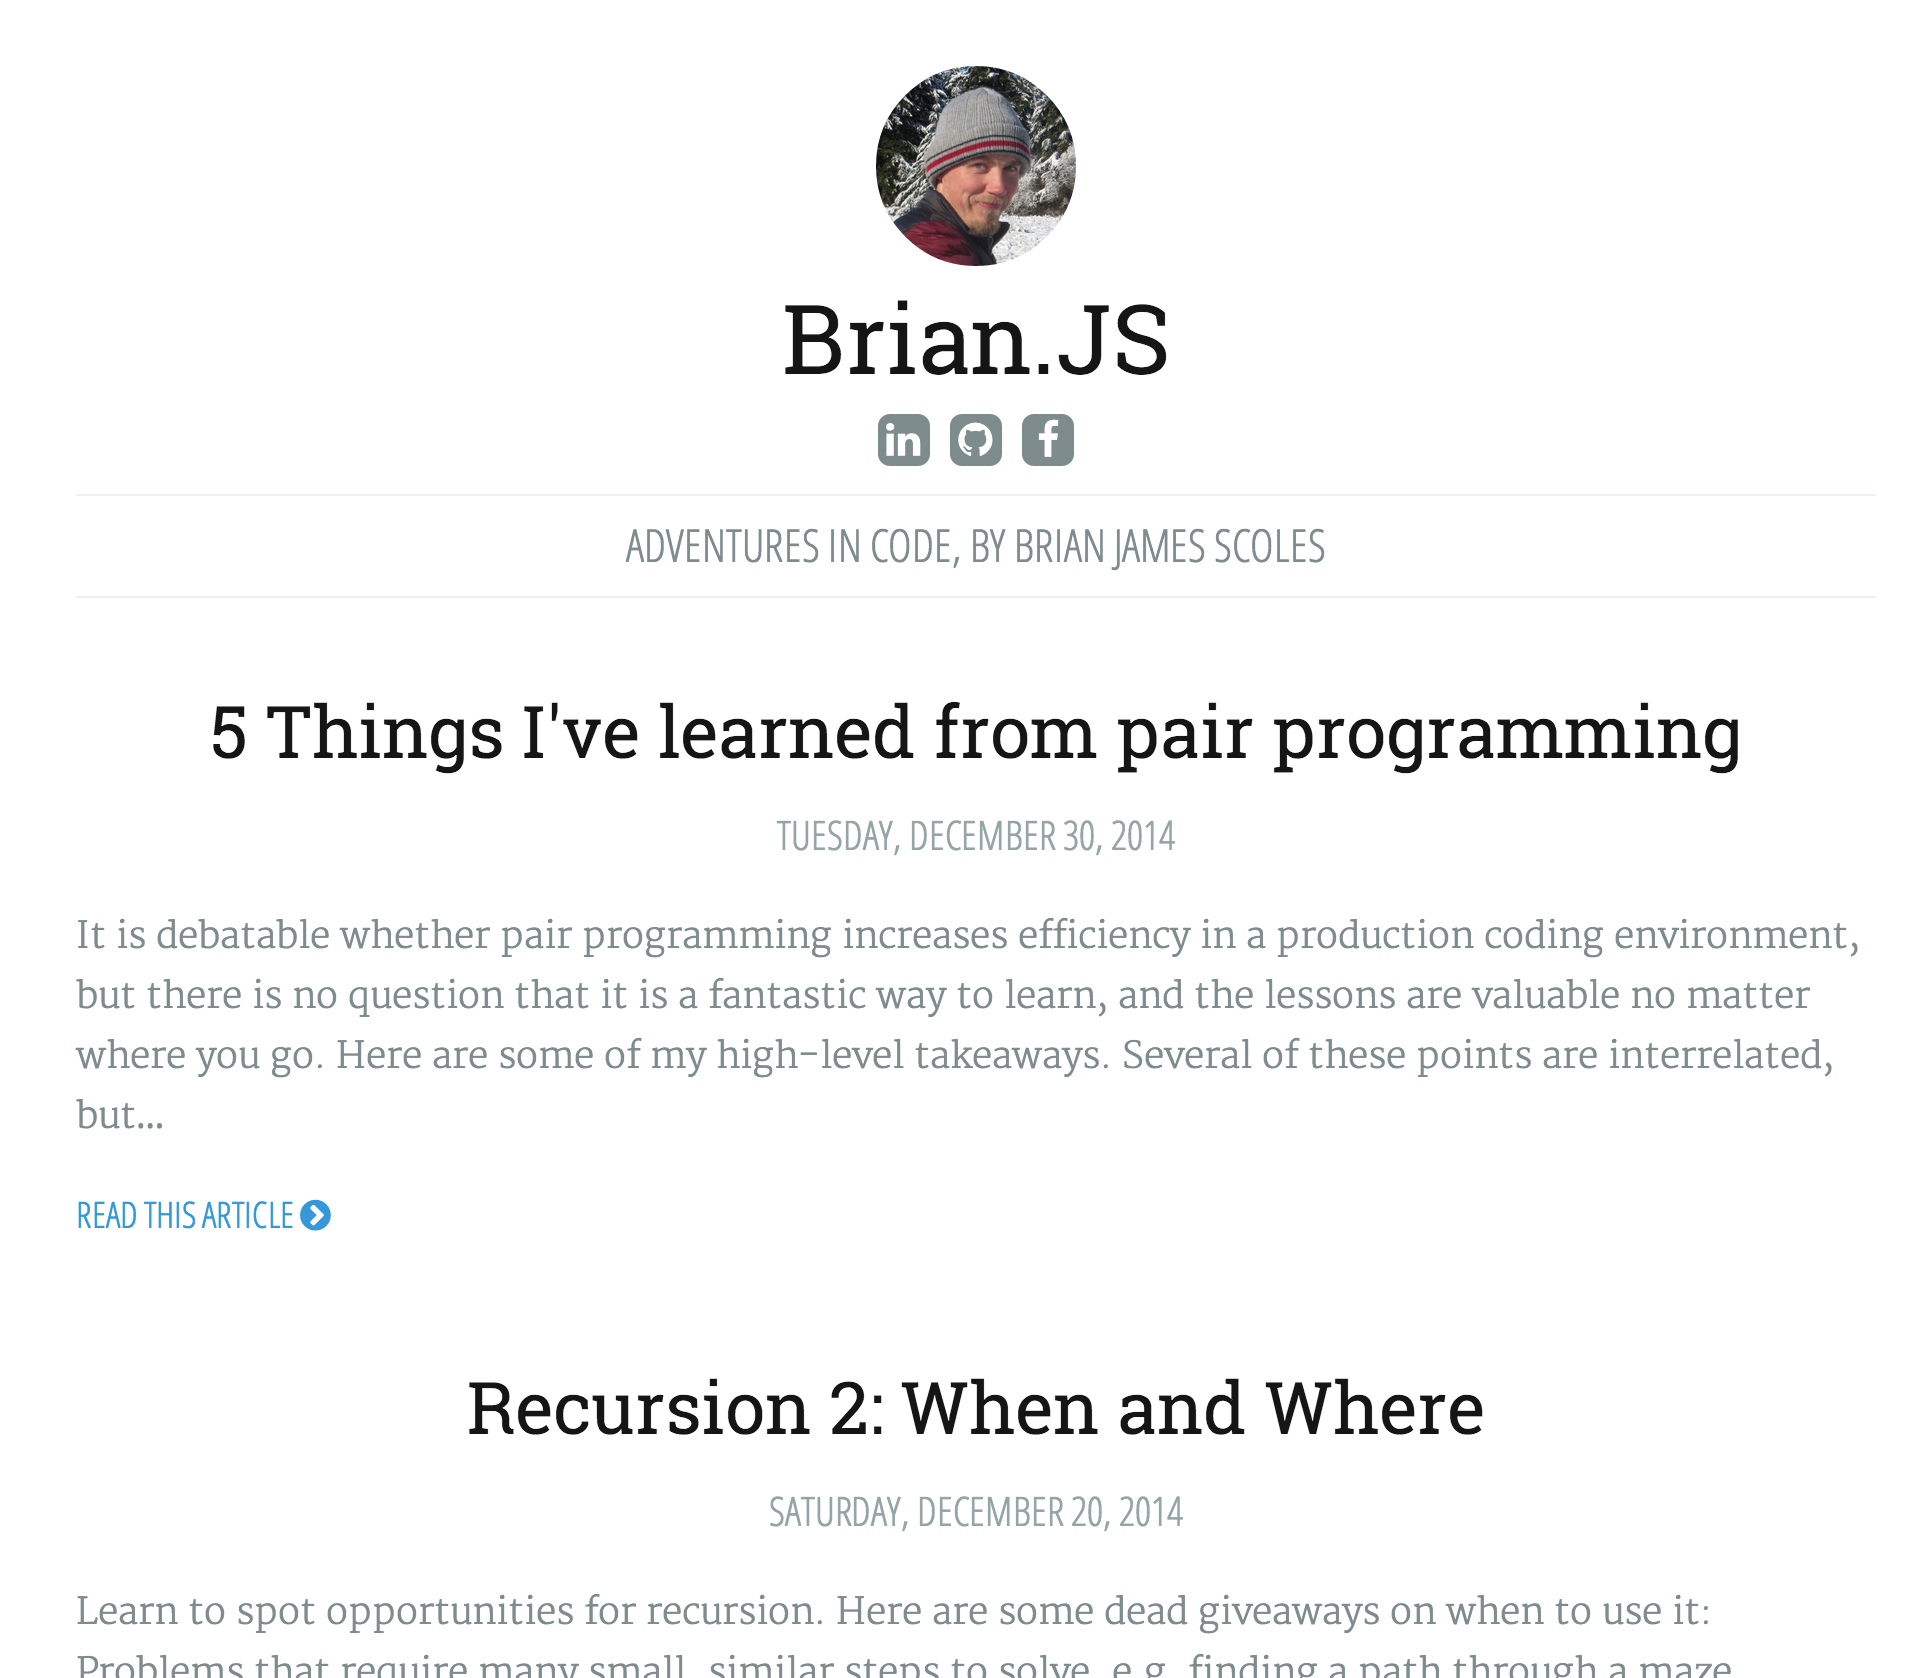 Brian.JS
in
f
ADVENTURES IN CODE, BY BRIAN JAMES SCOLES
5 Things I've learned from pair programming
TUESDAY, DECEMBER 30, 2014
It is debatable whether pair programming increases efficiency in a production coding environment,
but there is no question that it is a fantastic way to learn, and the lessons are valuable no matter
where you go. Here are some of my high-level takeaways. Several of these points are interrelated,
but...
READ THIS ARTICLE
Recursion 2: When and Where
SATURDAY, DECEMBER 20, 2014
Learn to spot opportunities for recursion. Here are some dead giveaways on when to use it:
Problems that require many small, similar steps to solve, e.g. finding a path through a maze